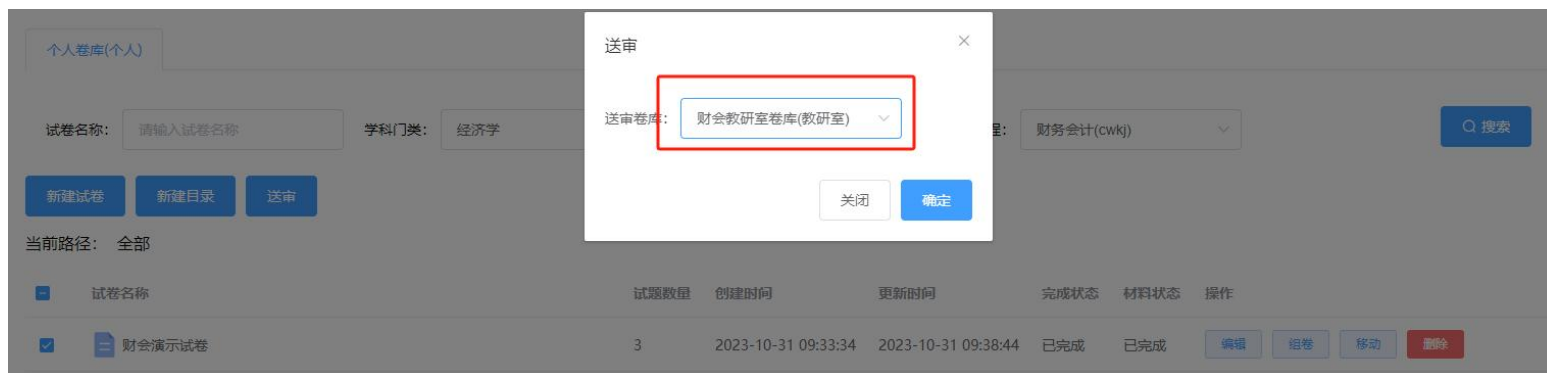 个人卷库(个人)
送审
试卷名称： 请输入试卷名称 学科门类： 经济学 送审卷库： 财会教研室卷库(教研室) 程： 财务会计(cwkj) 搜索
新建试卷 新建目录 送审 关闭 确定
当前路径： 全部
试卷名称 试题数量 创建时间 更新时间 完成状态 材料状态 操作
财会演示试卷 3 2023-10-31 09:33:34 2023-10-31 09:38:44 已完成 已完成 编辑 组卷 移动 删除